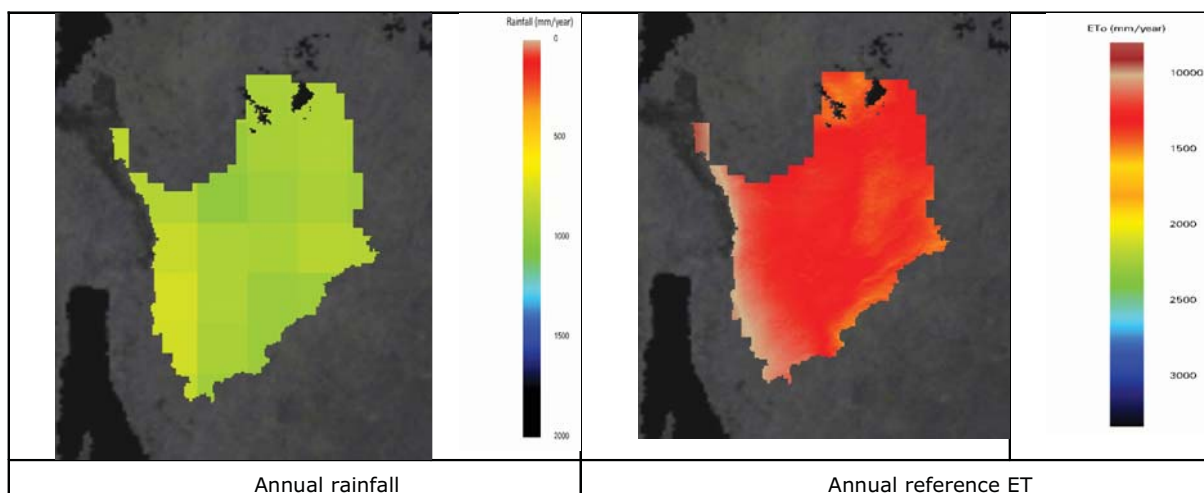 Rainfall (mm/year)
0
500
1000
1500
2000
ETo (mm/year)
10000
1500
2000
2500
3000
Annual rainfall
Annual reference ET